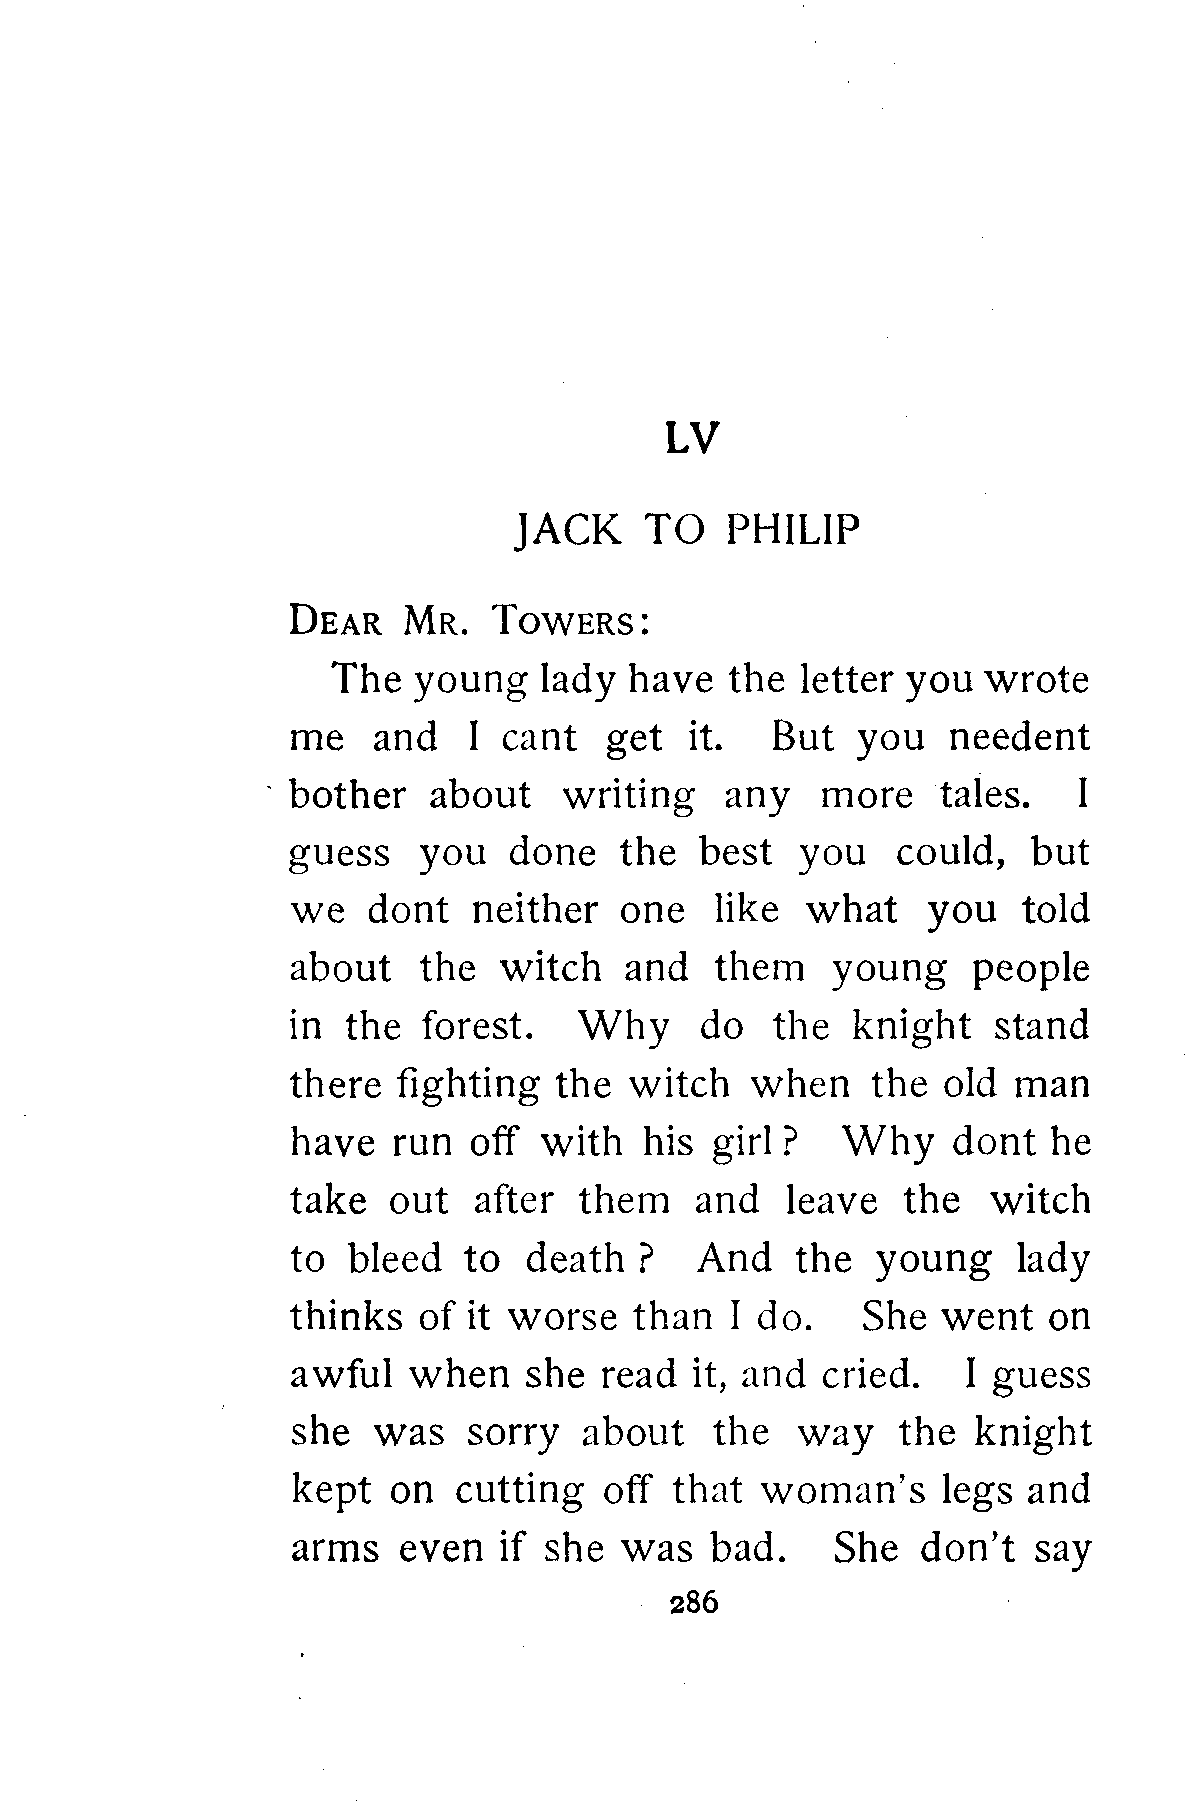 LV
JACK TO PHILIP
DEAR MR. TOWERS:
The young lady have the letter you wrote
me and I cant get it. But you needent
bother about writing any more tales. I
guess you done the best you could, but
we dont neither one like what you told
about the witch and them young people
in the forest. Why do the knight stand
there fighting the witch when the old man
have run off with his girl? Why dont he
take out after them and leave the witch
to bleed to death? And the young lady
thinks of it worse than I do. She went on
awful when she read it, and cried. I guess
she was sorry about the way the knight
kept on cutting off that woman's legs and
arms even if she was bad. She don't say
286